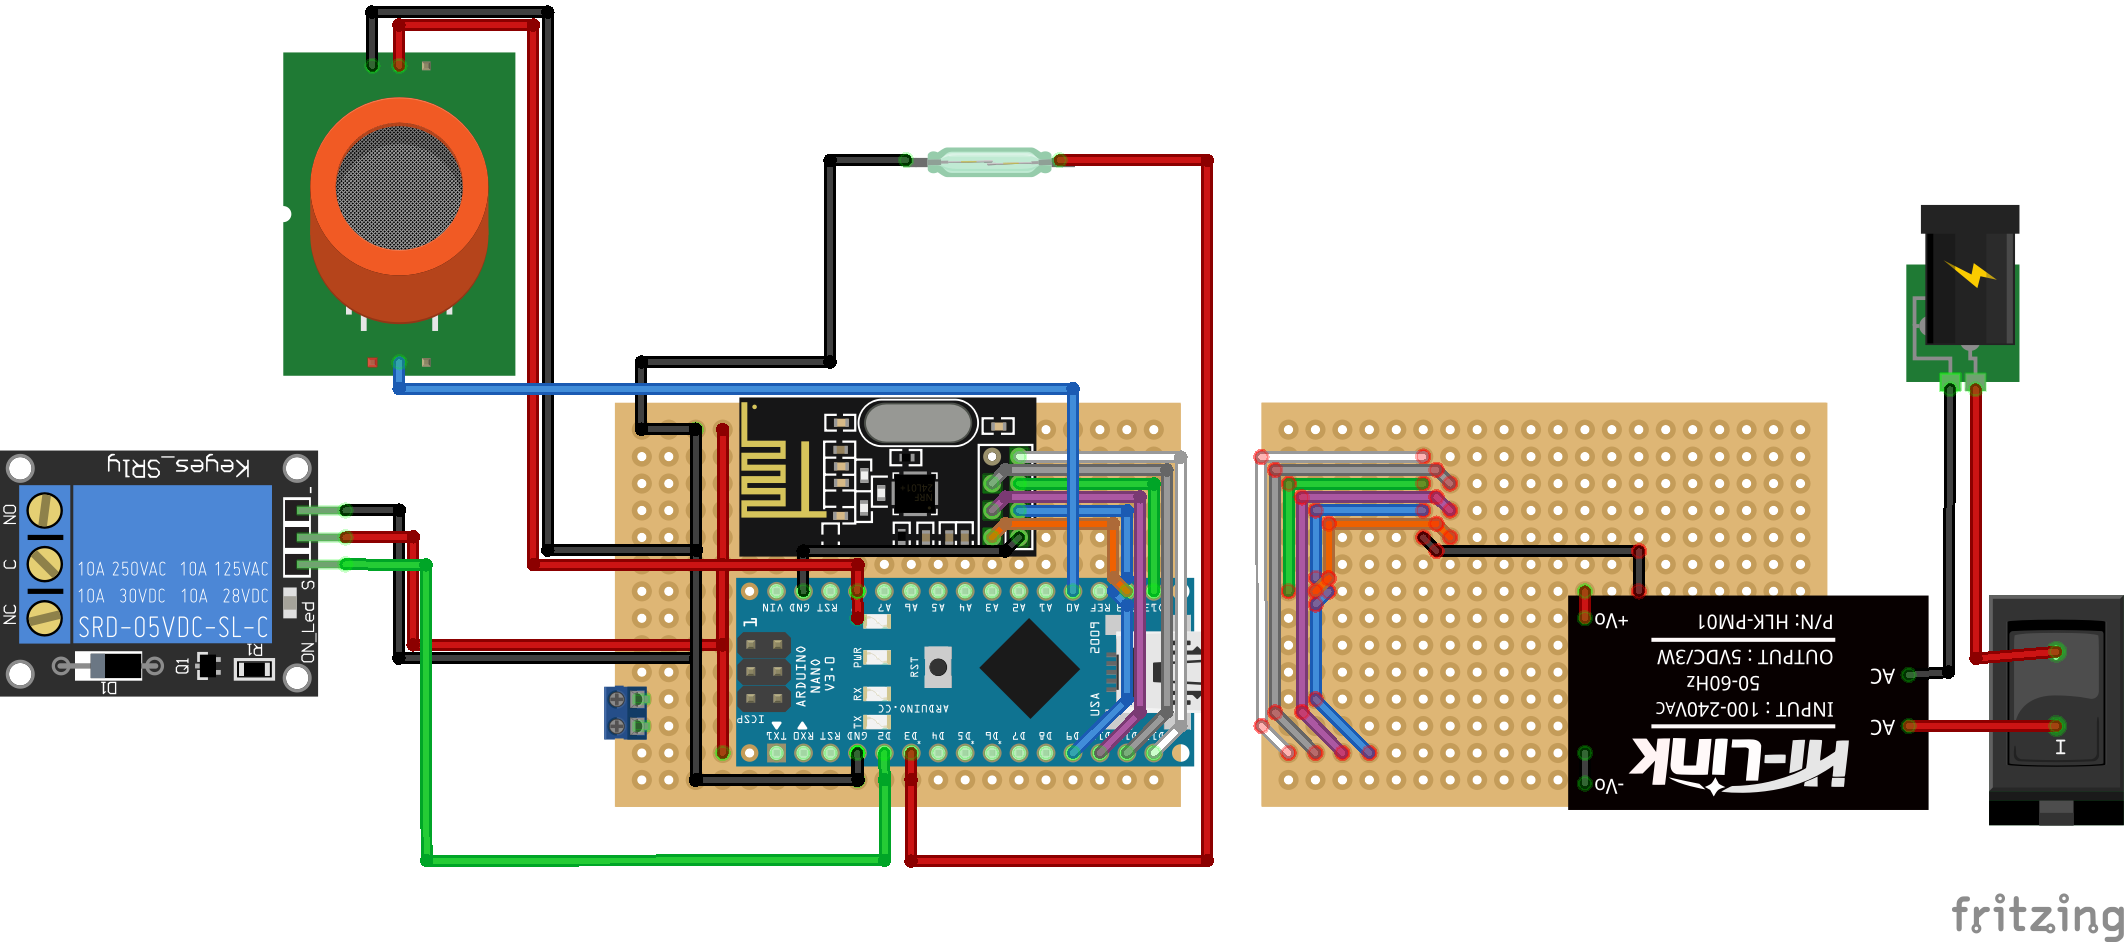 Keyes_SR1y
NO
C
NC
10A 250VAC 10A 125VAC
10A 30VDC 10A 28VDC
SRD-05VDC-SL-C
-
S
ON_Led
D1
Q1
R1
NRF
24L01+
VIN
GND
RST
A7
A6
A5
A4
A3
A2
A1
A0
REF
L
PWR
RX
TX
RST
ARDUINO
NANO
V3.0
ICSP
ARDUINO.CC
USA
2009
TX1
RX0
RST
GND
D2
D3
D4
D5
D6
D7
D8
D9
+Vo
-Vo
P/N: HLK-PM01
OUTPUT : 5VDC/3W
50-60Hz
INPUT : 100-240VAC
AC
AC
Hi-Link
I
fritzing